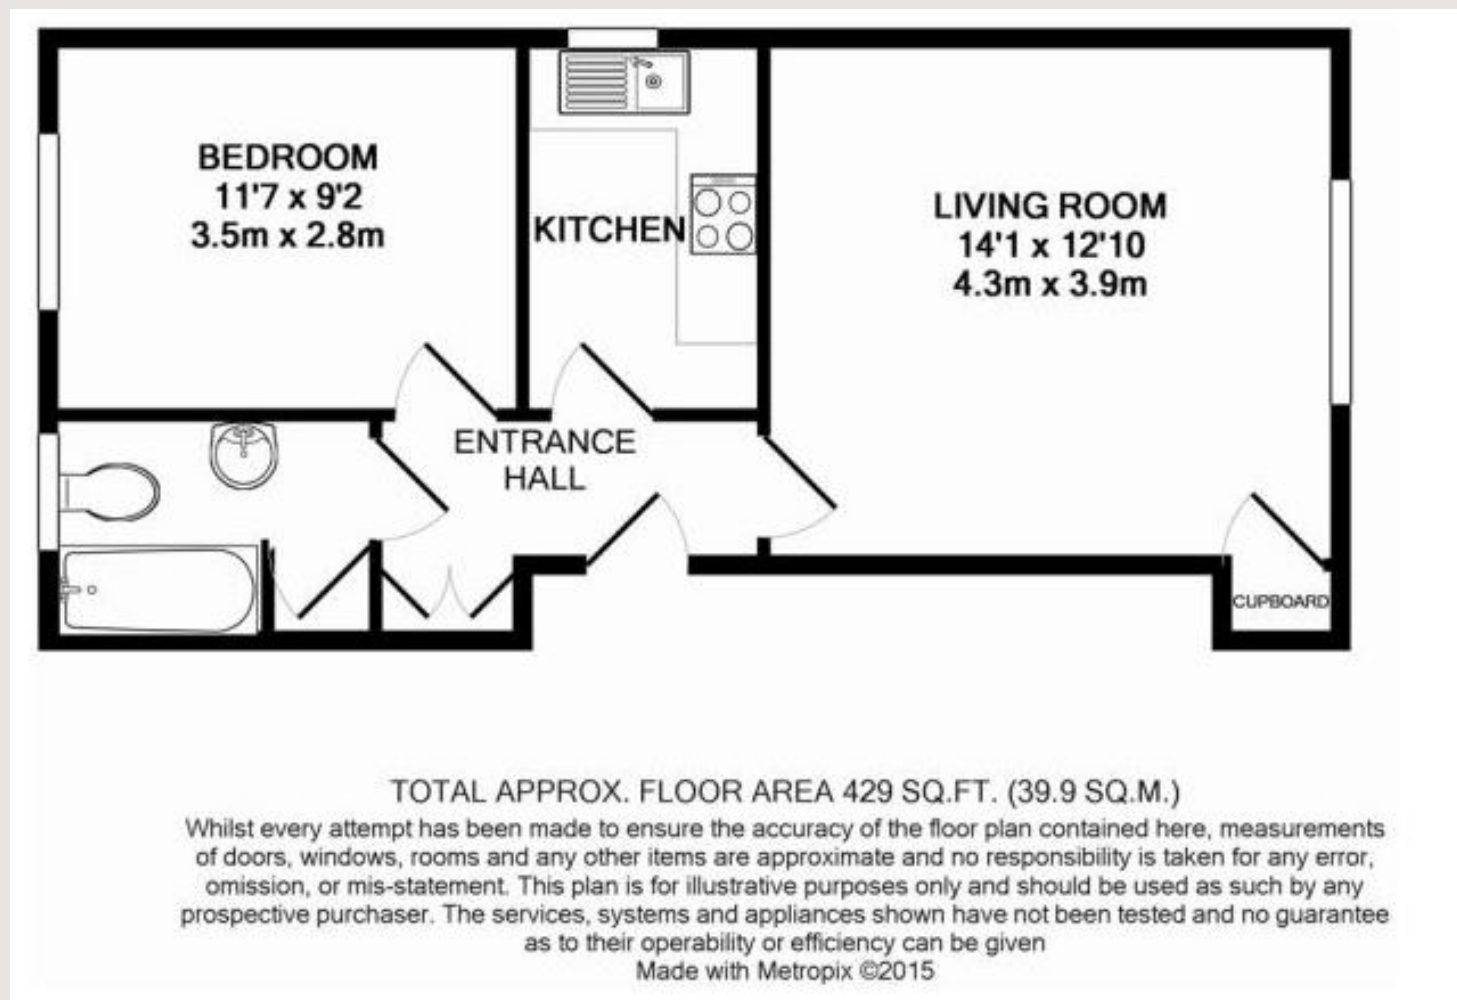 BEDROOM
11'7 x 9'2
3.5m x 2.8m
KITCHEN
LIVING ROOM
14'1 x 12'10
4.3m x 3.9m
ENTRANCE
HALL
CUPBOARD
TOTAL APPROX. FLOOR AREA 429 SQ.FT. (39.9 SQ.M.)
Whilst every attempt has been made to ensure the accuracy of the floor plan contained here, measurements
of doors, windows, rooms and any other items are approximate and no responsibility is taken for any error,
omission, or mis-statement. This plan is for illustrative purposes only and should be used as such by any
prospective purchaser. The services, systems and appliances shown have not been tested and no guarantee
as to their operability or efficiency can be given
Made with Metropix ©2015